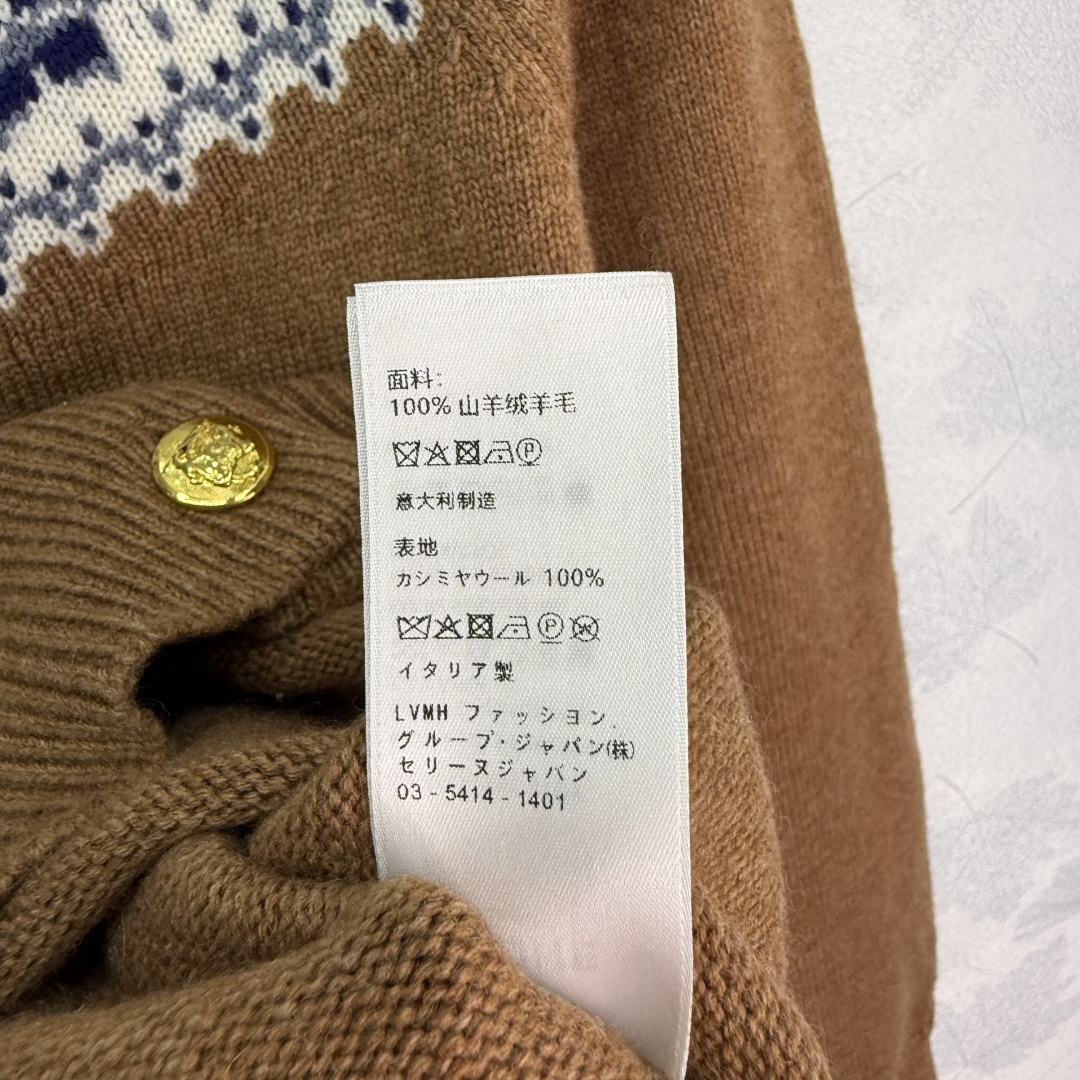 面料:
100% 山羊绒羊毛
P
意大利制造
表地
カシミヤウール 100%
P W
イタリア製
LVMH ファッション.
グループ・ジャパン(株)
セリーヌジャパン
03-5414-1401